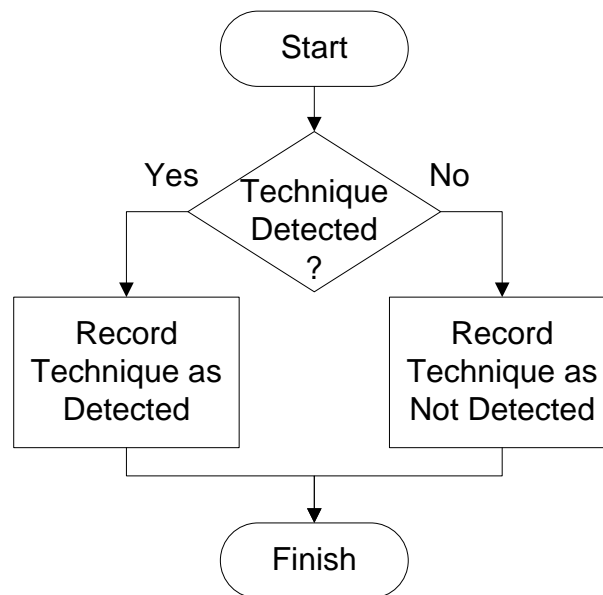 Start
Yes
No
Technique
Detected
?
Record
Technique as
Detected
Record
Technique as
Not Detected
Finish